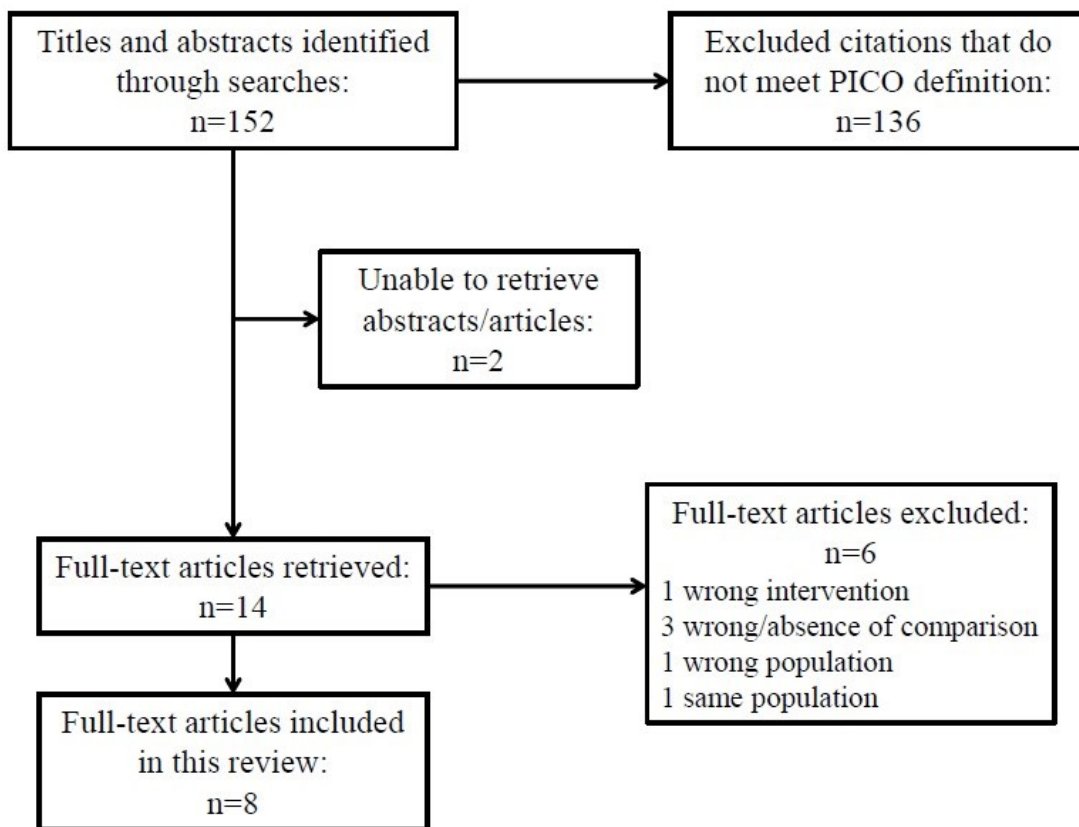 Titles and abstracts identified
through searches:
n=152
Excluded citations that do
not meet PICO definition:
n=136
Unable to retrieve
abstracts/articles:
n=2
Full-text articles retrieved:
n=14
Full-text articles excluded:
n=6
1 wrong intervention
3 wrong/absence of comparison
1 wrong population
1 same population
Full-text articles included
in this review:
n=8